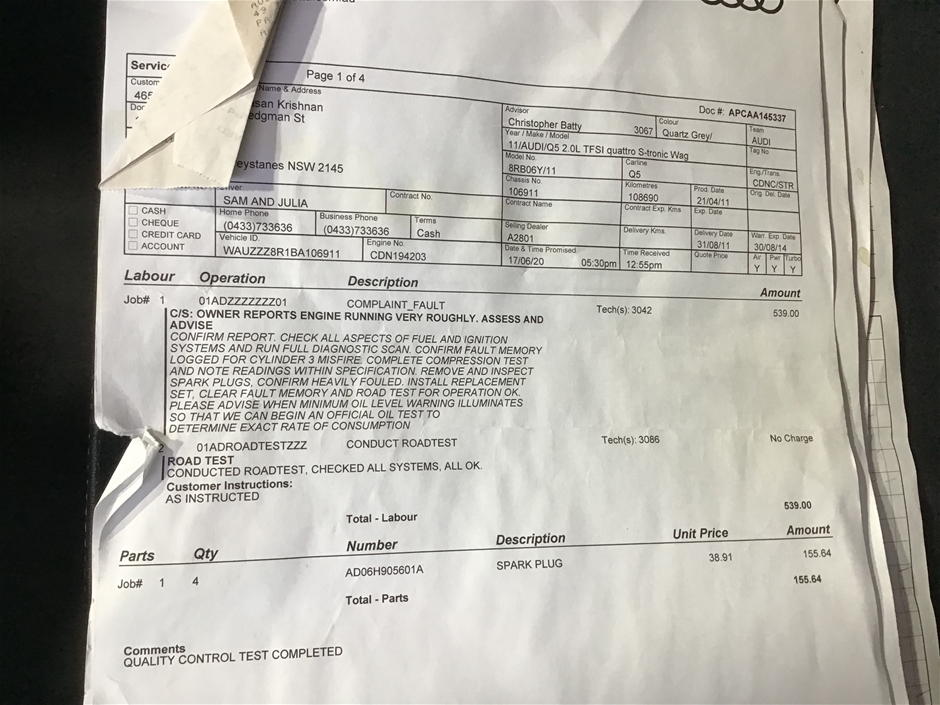 Servic
Page 1 of 4
Doc #: APCAA145337
Custom
Name & Address
465
san Krishnan
Doc
edgman St
eystanes NSW 2145
Advisor
Christopher Batty 3067
Colour
Quartz Grey/
Team
AUDI
Year / Make / Model
11/AUDI/Q5 2.0L TFSI quattro S-tronic Wag
Tag No
Model No.
8RB06Y/11
Carline
Q5
Eng./Trans.
CDNC/STR
Chassis No.
106911
Kilometres
108690
Prod. Date
21/04/11
Orig. Del. Date
Contract Name
Contract Exp. Kms
Exp. Date
Selling Dealer
A2801
Delivery Kms.
Delivery Date
31/08/11
Warr. Exp. Date
30/08/14
Date & Time Promised
17/06/20 05:30pm
Time Received
12:55pm
Quote Price
Air Pwr Turbo
Y Y Y
CASH
CHEQUE
CREDIT CARD
ACCOUNT
SAM AND JULIA
Contract No.
Home Phone
(0433)733636
Business Phone
(0433)733636
Terms
Cash
Vehicle ID.
WAUZZZ8R1BA106911
Engine No.
CDN194203
Labour Operation Description Amount
Job# 1 01ADZZZZZZZ01 COMPLAINT_FAULT Tech(s): 3042 539.00
C/S: OWNER REPORTS ENGINE RUNNING VERY ROUGHLY. ASSESS AND
ADVISE
CONFIRM REPORT. CHECK ALL ASPECTS OF FUEL AND IGNITION
SYSTEMS AND RUN FULL DIAGNOSTIC SCAN. CONFIRM FAULT MEMORY
LOGGED FOR CYLINDER 3 MISFIRE. COMPLETE COMPRESSION TEST
AND NOTE READINGS WITHIN SPECIFICATION. REMOVE AND INSPECT
SPARK PLUGS, CONFIRM HEAVILY FOULED. INSTALL REPLACEMENT
SET, CLEAR FAULT MEMORY AND ROAD TEST FOR OPERATION OK.
PLEASE ADVISE WHEN MINIMUM OIL LEVEL WARNING ILLUMINATES
SO THAT WE CAN BEGIN AN OFFICIAL OIL TEST TO
DETERMINE EXACT RATE OF CONSUMPTION
2 01ADROADTESTZZZ CONDUCT ROADTEST Tech(s): 3086 No Charge
ROAD TEST
CONDUCTED ROADTEST, CHECKED ALL SYSTEMS, ALL OK.
Customer Instructions:
AS INSTRUCTED
Total - Labour 539.00
Parts Qty Number Description Unit Price Amount
Job# 1 4 AD06H905601A SPARK PLUG 38.91 155.64
Total - Parts 155.64
Comments
QUALITY CONTROL TEST COMPLETED